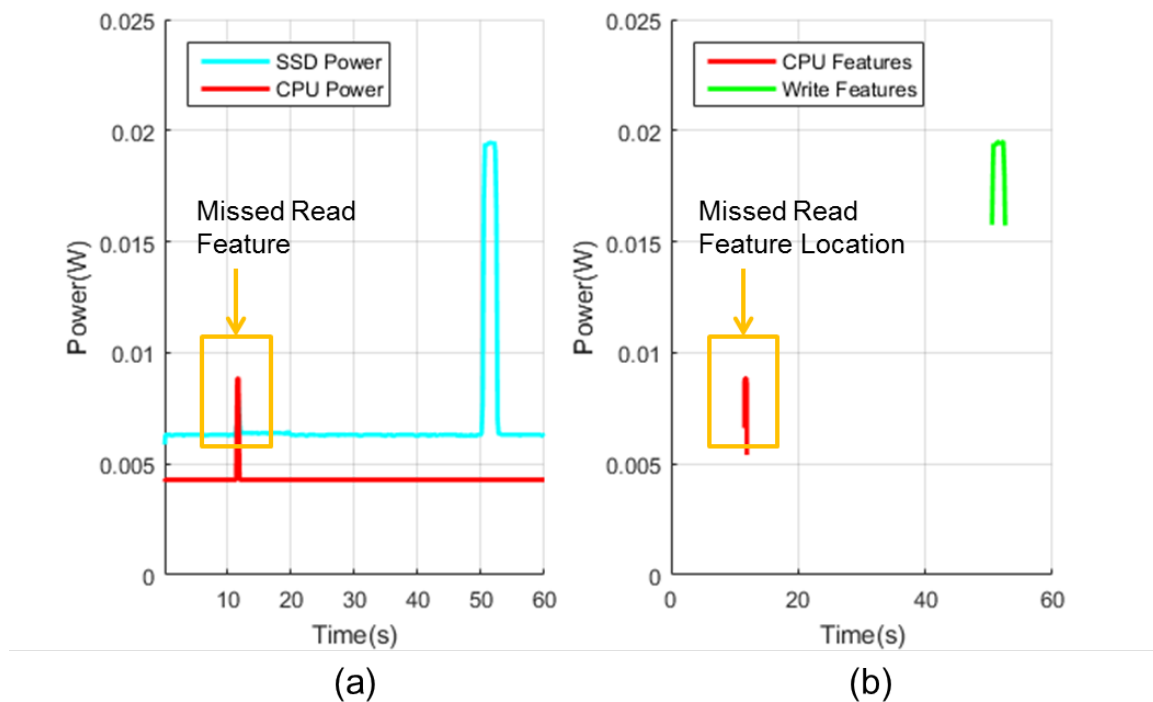 0.025
SSD Power
CPU Power
0.02
Missed Read
Feature
0.015
Power(W)
0.01
0.005
0
10
20
30
40
50
60
Time(s)
(a)
0.025
CPU Features
Write Features
0.02
Missed Read
Feature Location
0.015
Power(W)
0.01
0.005
0
0
20
40
60
Time(s)
(b)